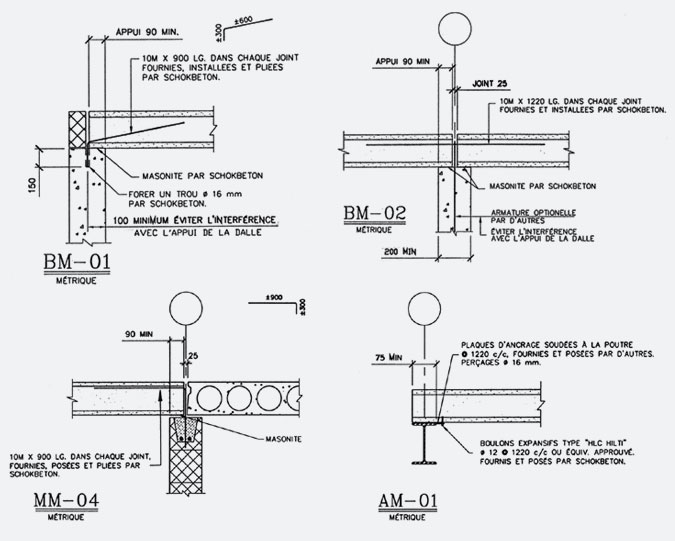 APPUI 90 MIN.
±300
±600
10M X 900 LG. DANS CHAQUE JOINT
FOURNIES, INSTALLEES ET PLIEES
PAR SCHOKBETON.
150
MASONITE PAR SCHOKBETON
FORER UN TROU ø 16 mm
PAR SCHOKBETON.
100 MINIMUM ÉVITER L'INTERFÉRENCE
AVEC L'APPUI DE LA DALLE
BM-01
MÉTRIQUE
APPUI 90 MIN
JOINT 25
10M X 1220 LG. DANS CHAQUE JOINT
FOURNIES ET INSTALLÉES PAR SCHOKBETON.
MASONITE PAR SCHOKBETON
ARMATURE OPTIONELLE
PAR D'AUTRES
ÉVITER L'INTERFÉRENCE
AVEC L'APPUI DE LA DALLE
200 MIN
BM-02
MÉTRIQUE
±900
±300
90 MIN
25
MASONITE
10M X 900 LG. DANS CHAQUE JOINT,
FOURNIES, POSÉES ET PLIÉES PAR
SCHOKBETON.
MM-04
MÉTRIQUE
PLAQUES D'ANCRAGE SOUDÉES À LA POUTRE
@ 1220 c/c, FOURNIES ET POSÉES PAR D'AUTRES.
PERÇAGES ø 16 mm.
75 MIN
BOULONS EXPANSIFS TYPE "HLC HILTI"
ø 12 @ 1220 c/c OU ÉQUIV. APPROUVÉ.
FOURNIS ET POSÉS PAR SCHOKBETON.
AM-01
MÉTRIQUE